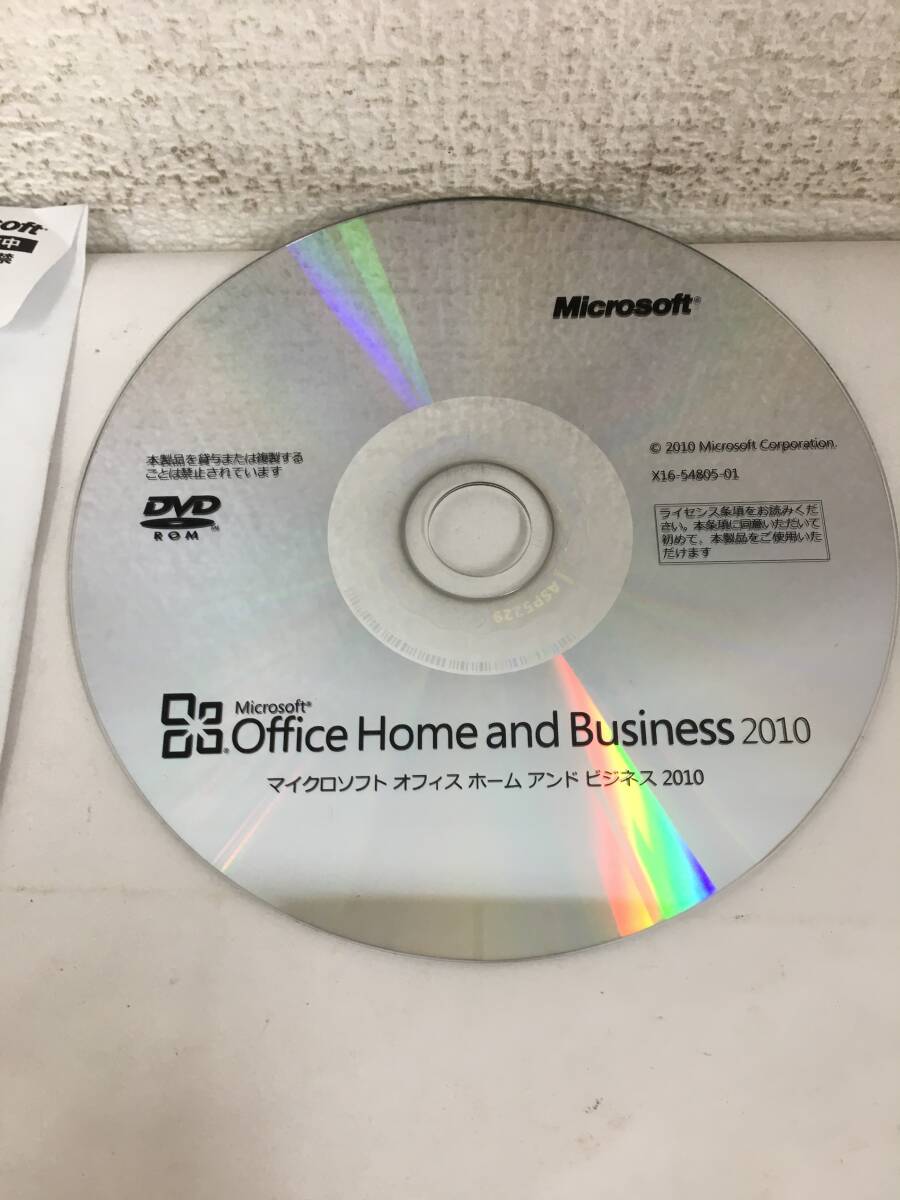 中
禁
Microsoft®
© 2010 Microsoft Corporation.
X16-54805-01
ライセンス条項をお読みくだ
さい。本条項に同意いただいて
初めて、本製品をご使用いた
だけます
本製品を貸与または複製する
ことは禁止されています
DVD
ROM
ASP5229
Microsoft®
Office Home and Business 2010
マイクロソフト オフィス ホーム アンド ビジネス 2010